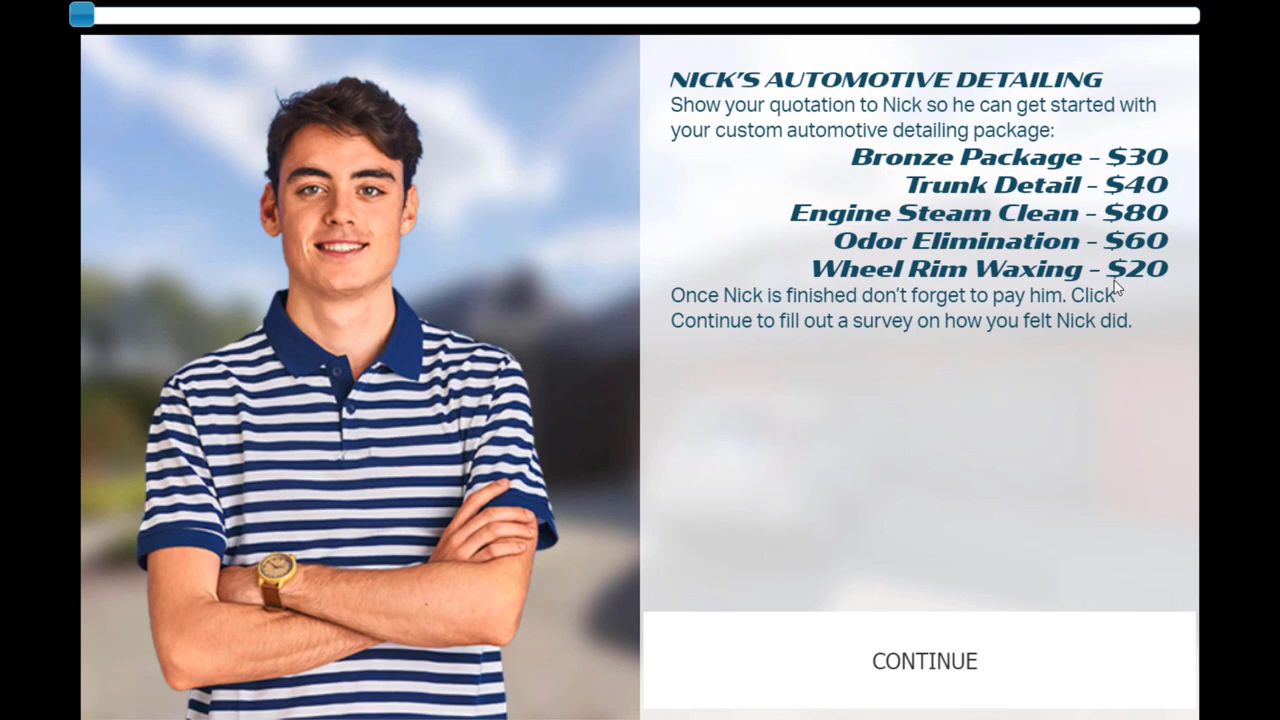 NICK'S AUTOMOTIVE DETAILING
Show your quotation to Nick so he can get started with
your custom automotive detailing package:
Bronze Package - $30
Trunk Detail - $40
Engine Steam Clean - $80
Odor Elimination - $60
Wheel Rim Waxing - $20
Once Nick is finished don't forget to pay him. Click
Continue to fill out a survey on how you felt Nick did.
CONTINUE